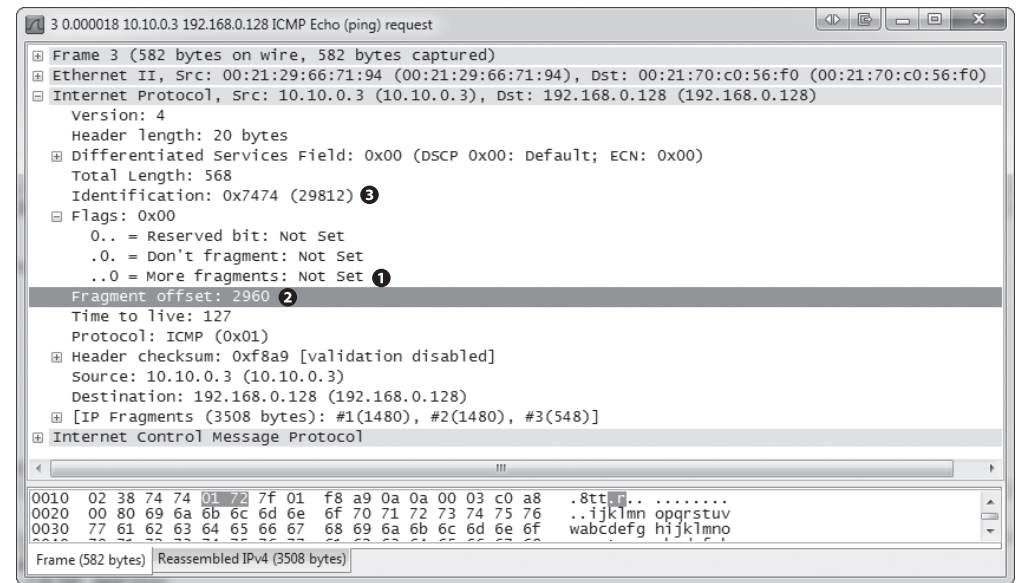 3 0.000018 10.10.0.3 192.168.0.128 ICMP Echo (ping) request
Frame 3 (582 bytes on wire, 582 bytes captured)
Ethernet II, Src: 00:21:29:66:71:94 (00:21:29:66:71:94), Dst: 00:21:70:c0:56:f0 (00:21:70:c0:56:f0)
Internet Protocol, Src: 10.10.0.3 (10.10.0.3), Dst: 192.168.0.128 (192.168.0.128)
Version: 4
Header length: 20 bytes
Differentiated Services Field: 0x00 (DSCP 0x00: Default; ECN: 0x00)
Total Length: 568
Identification: 0x7474 (29812) ❸
Flags: 0x00
0.. = Reserved bit: Not Set
.0. = Don't fragment: Not Set
..0 = More fragments: Not Set ❶
Fragment offset: 2960 ❷
Time to live: 127
Protocol: ICMP (0x01)
Header checksum: 0xf8a9 [validation disabled]
Source: 10.10.0.3 (10.10.0.3)
Destination: 192.168.0.128 (192.168.0.128)
[IP Fragments (3508 bytes): #1(1480), #2(1480), #3(548)]
Internet Control Message Protocol
0010 02 38 74 74 01 72 7f 01 f8 a9 0a 0a 00 03 c0 a8 .8tt.r.. ........
0020 00 80 69 6a 6b 6c 6d 6e 6f 70 71 72 73 74 75 76 ..ijklmn opqrstuv
0030 77 61 62 63 64 65 66 67 68 69 6a 6b 6c 6d 6e 6f wabcdefg hijklmno
Frame (582 bytes) Reassembled IPv4 (3508 bytes)